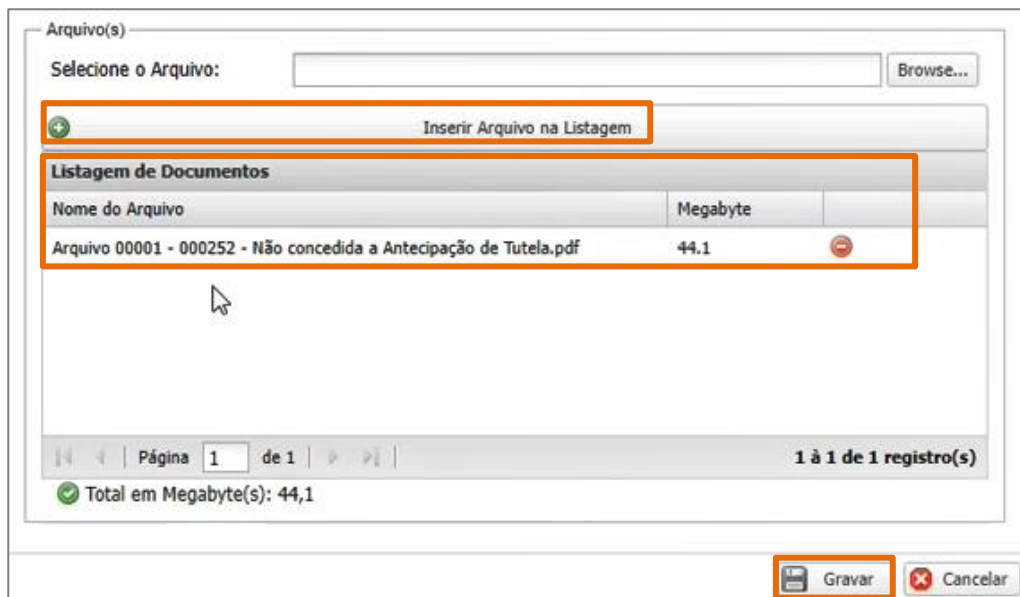 Arquivo(s)
Selecione o Arquivo: Browse...
Inserir Arquivo na Listagem
Listagem de Documentos
Nome do Arquivo Megabyte
Arquivo 00001 - 000252 - Não concedida a Antecipação de Tutela.pdf 44.1
Página 1 de 1 1 à 1 de 1 registro(s)
Total em Megabyte(s): 44,1
Gravar Cancelar